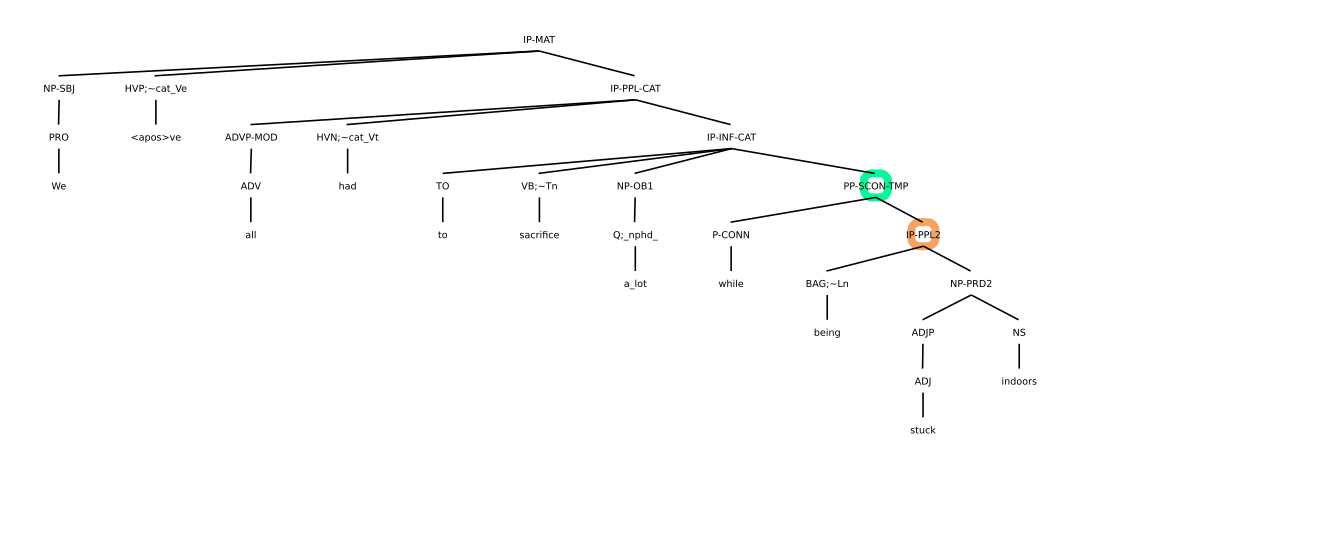 IP-MAT
NP-SBJ HVP;~cat_Ve IP-PPL-CAT
PRO <apos>ve ADVP-MOD HVN;~cat_Vt IP-INF-CAT
We ADV had TO VB;~Tn NP-OB1 PP-SCON-TMP
all to sacrifice Q;_nphd_ P-CONN IP-PPL2
a_lot while BAG;~Ln NP-PRD2
being ADJP NS
ADJ indoors
stuck